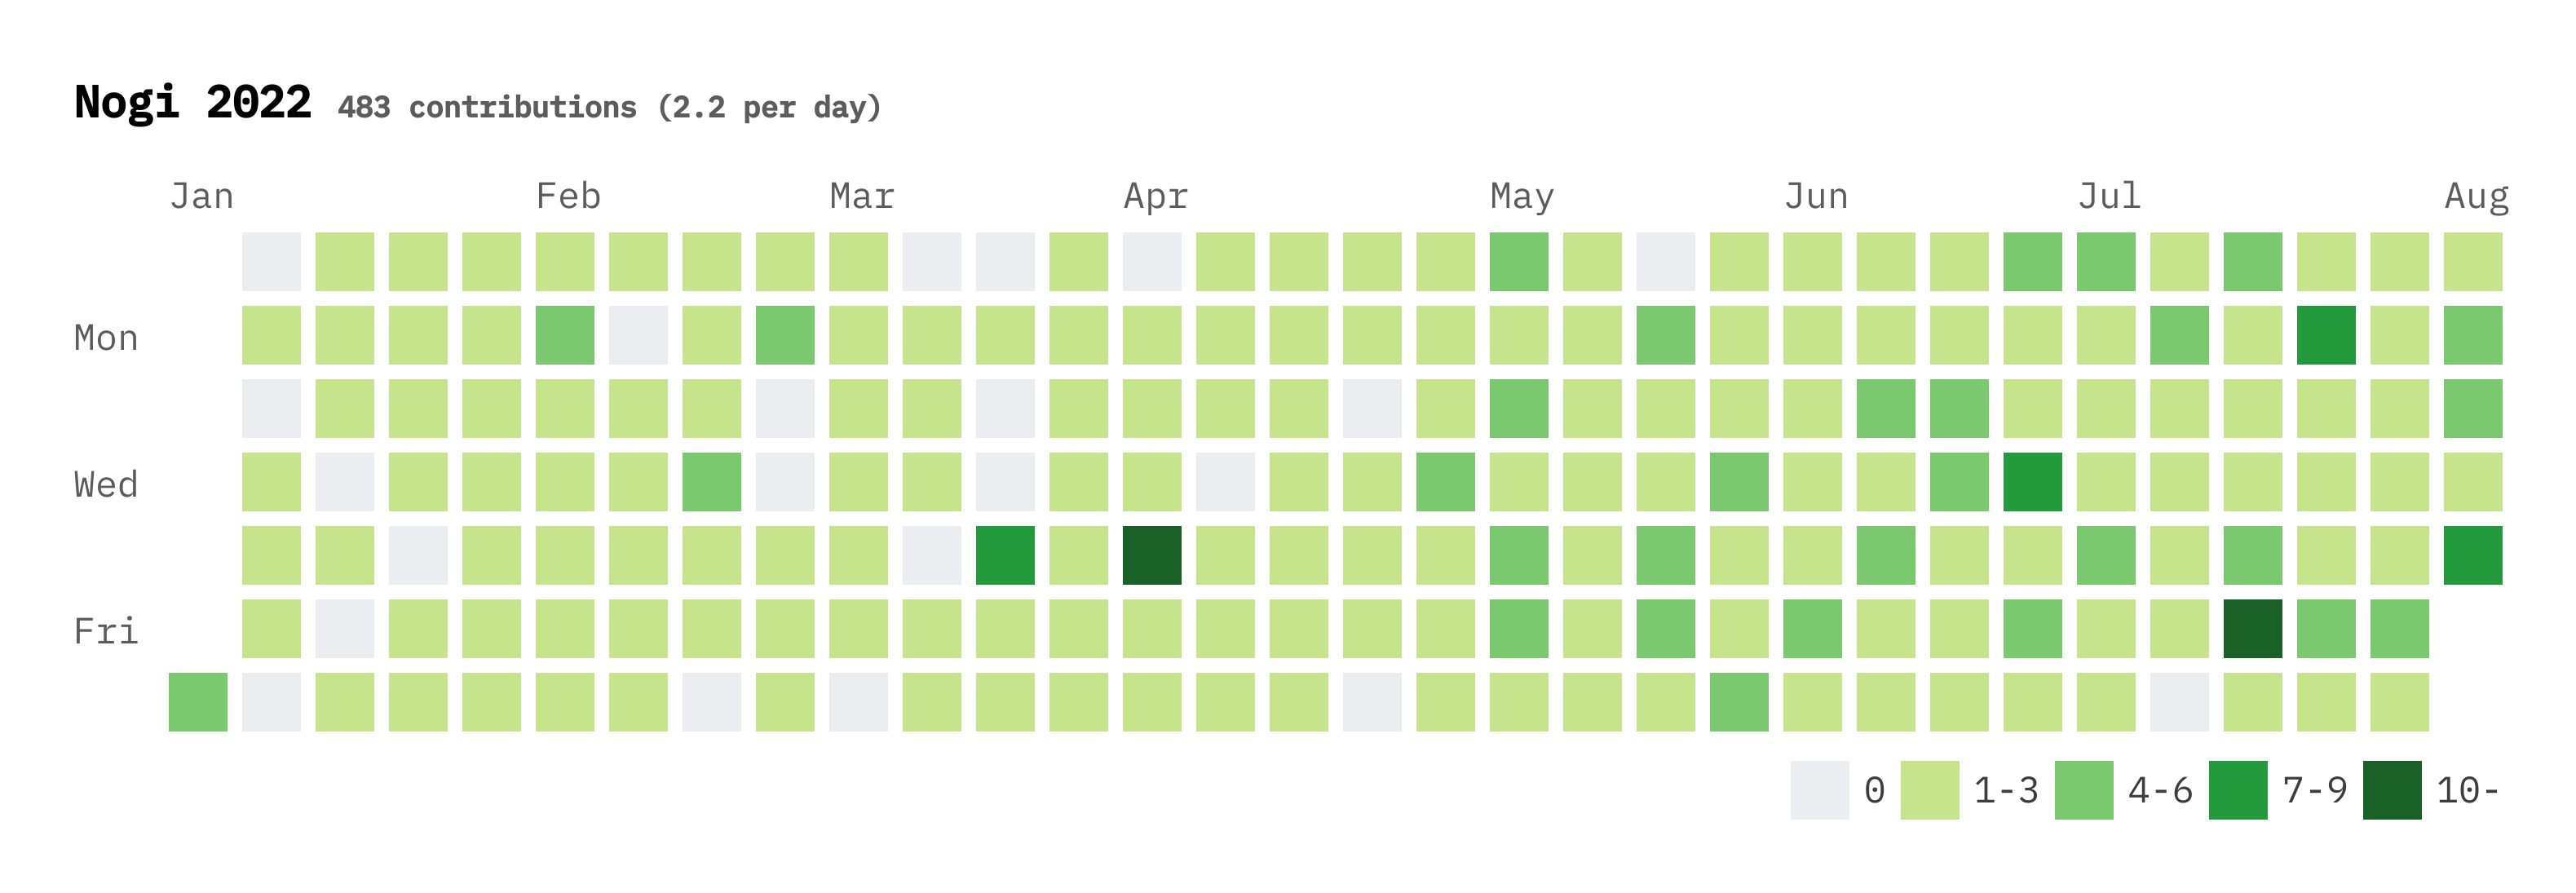 Nogi 2022 483 contributions (2.2 per day)
Jan Feb Mar Apr May Jun Jul Aug
Mon
Wed
Fri
0 1-3 4-6 7-9 10-